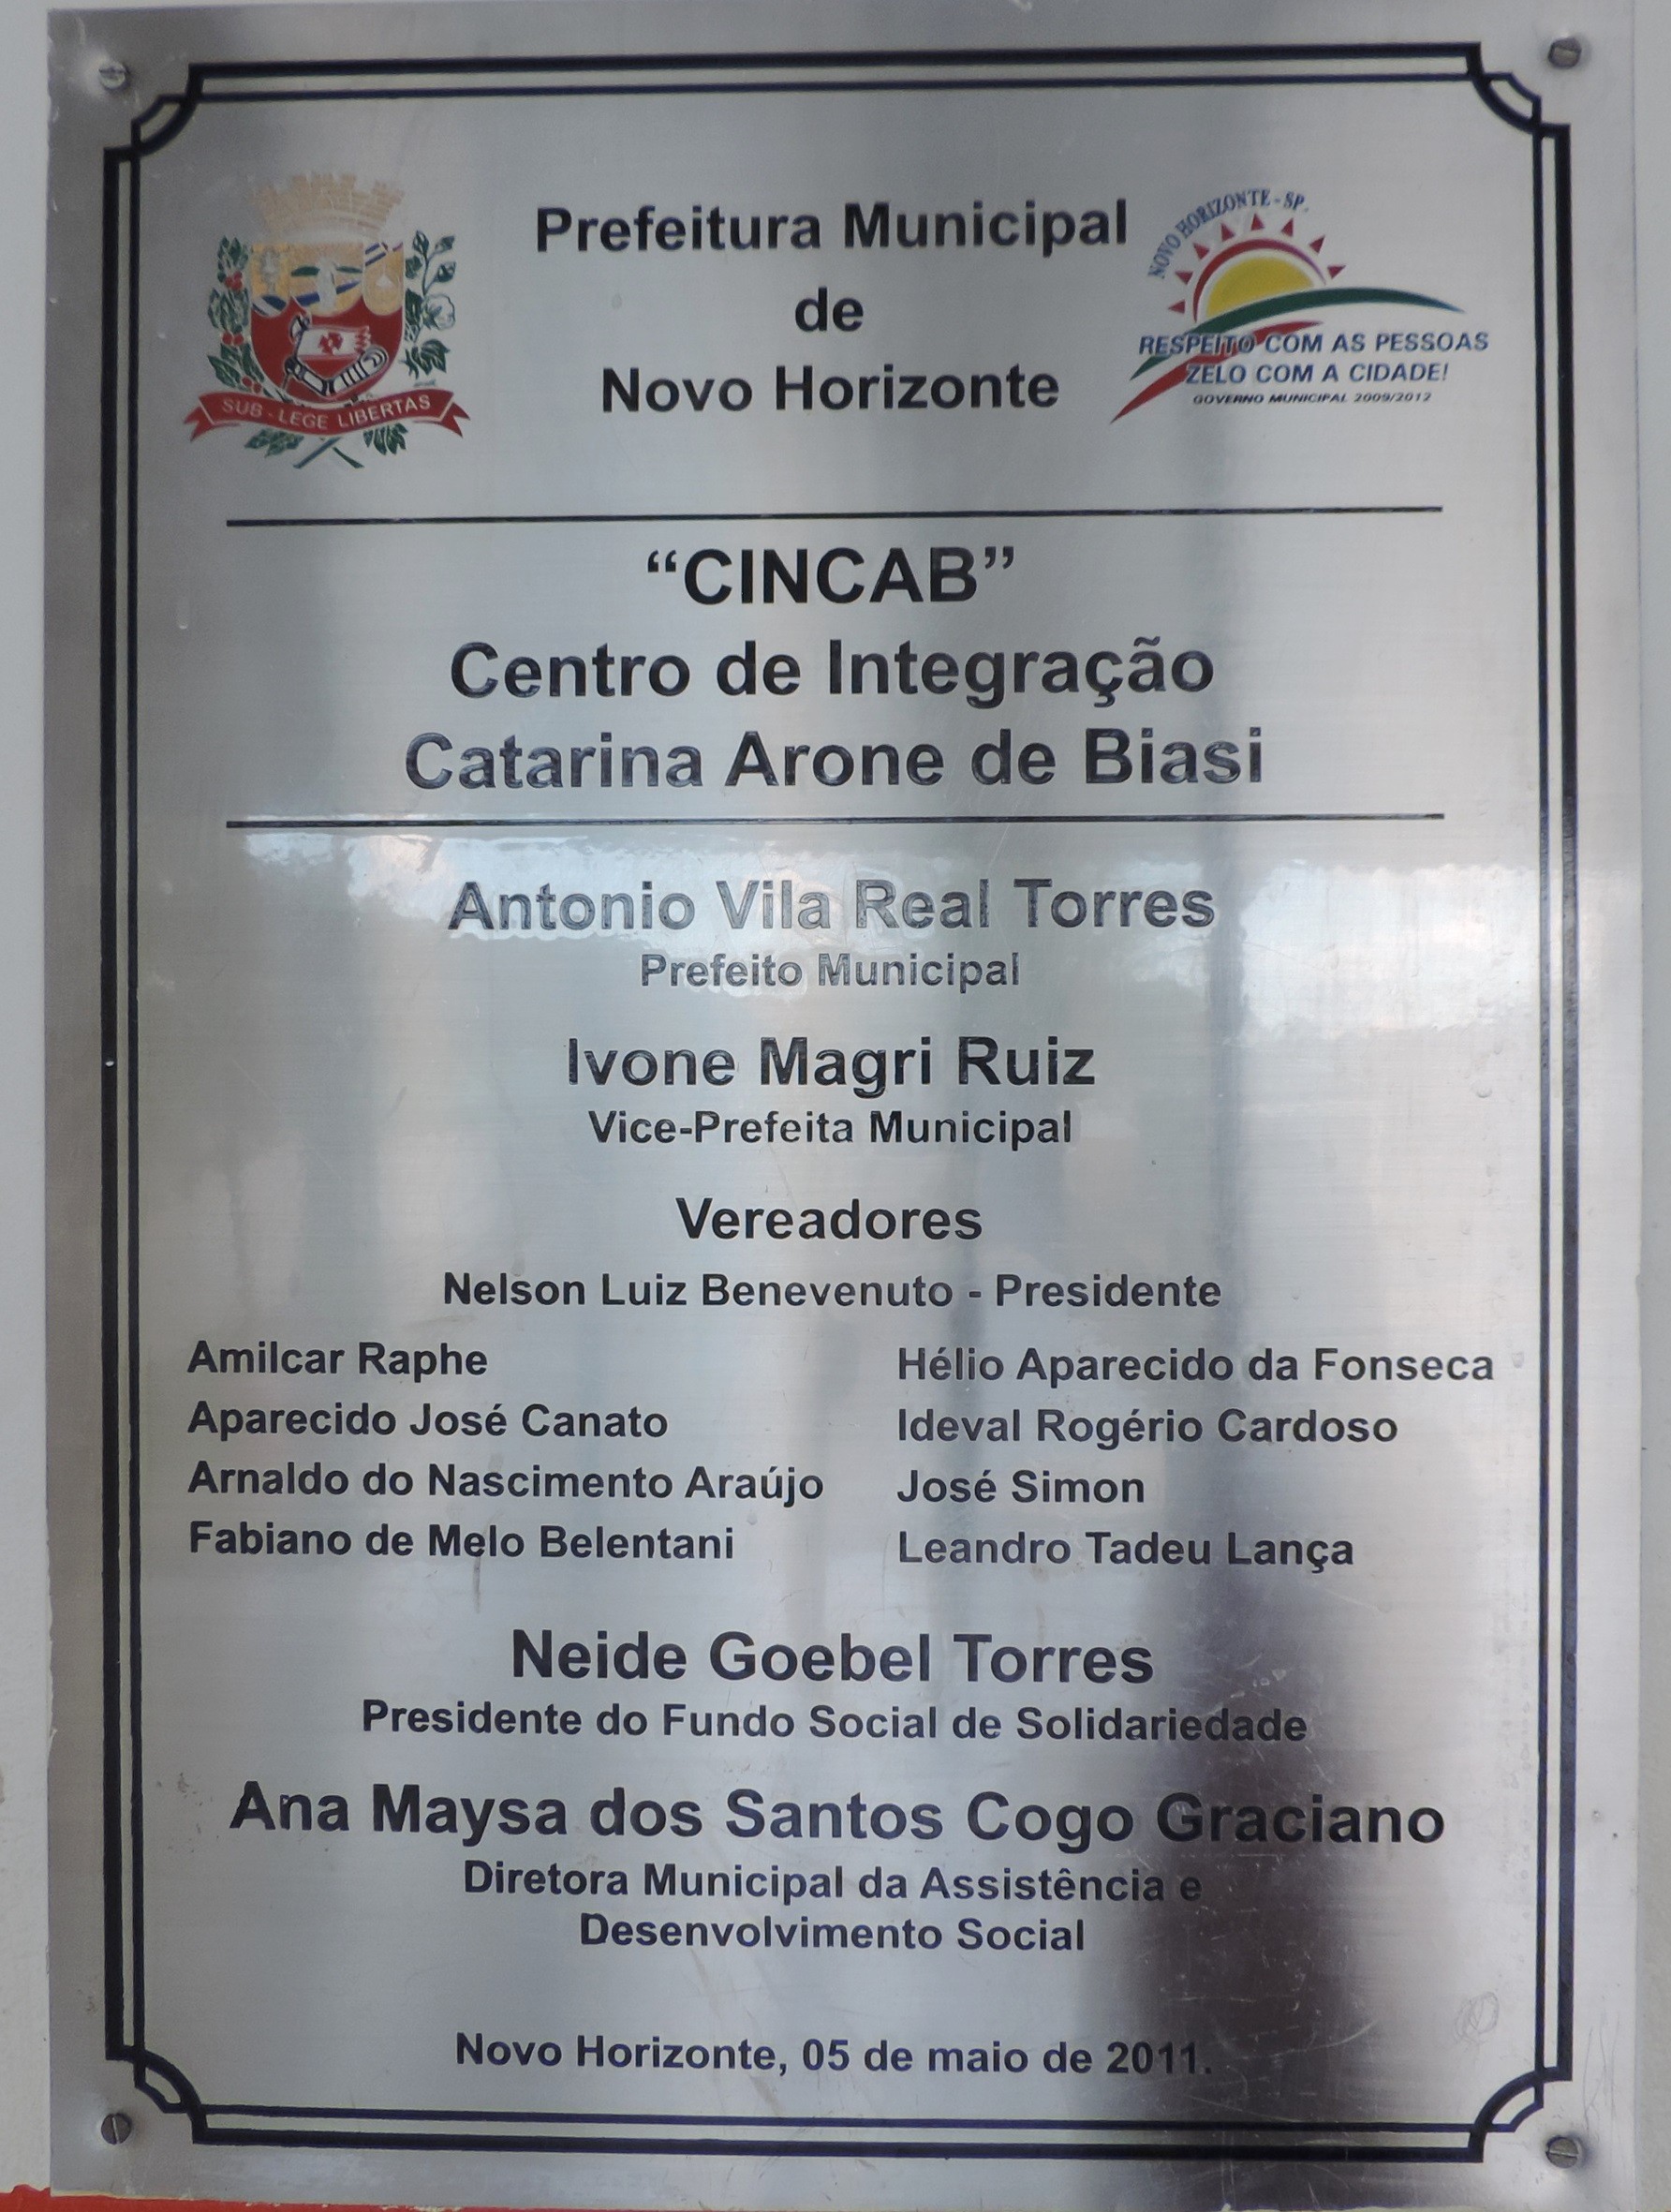 Prefeitura Municipal
de
Novo Horizonte
SUB - LEGE LIBERTAS
NOVO HORIZONTE - SP.
RESPEITO COM AS PESSOAS
ZELO COM A CIDADE!
GOVERNO MUNICIPAL 2009/2012
“CINCAB”
Centro de Integração
Catarina Arone de Biasi
Antonio Vila Real Torres
Prefeito Municipal
Ivone Magri Ruiz
Vice-Prefeita Municipal
Vereadores
Nelson Luiz Benevenuto - Presidente
Amilcar Raphe
Aparecido José Canato
Arnaldo do Nascimento Araújo
Fabiano de Melo Belentani
Hélio Aparecido da Fonseca
Ideval Rogério Cardoso
José Simon
Leandro Tadeu Lança
Neide Goebel Torres
Presidente do Fundo Social de Solidariedade
Ana Maysa dos Santos Cogo Graciano
Diretora Municipal da Assistência e
Desenvolvimento Social
Novo Horizonte, 05 de maio de 2011.